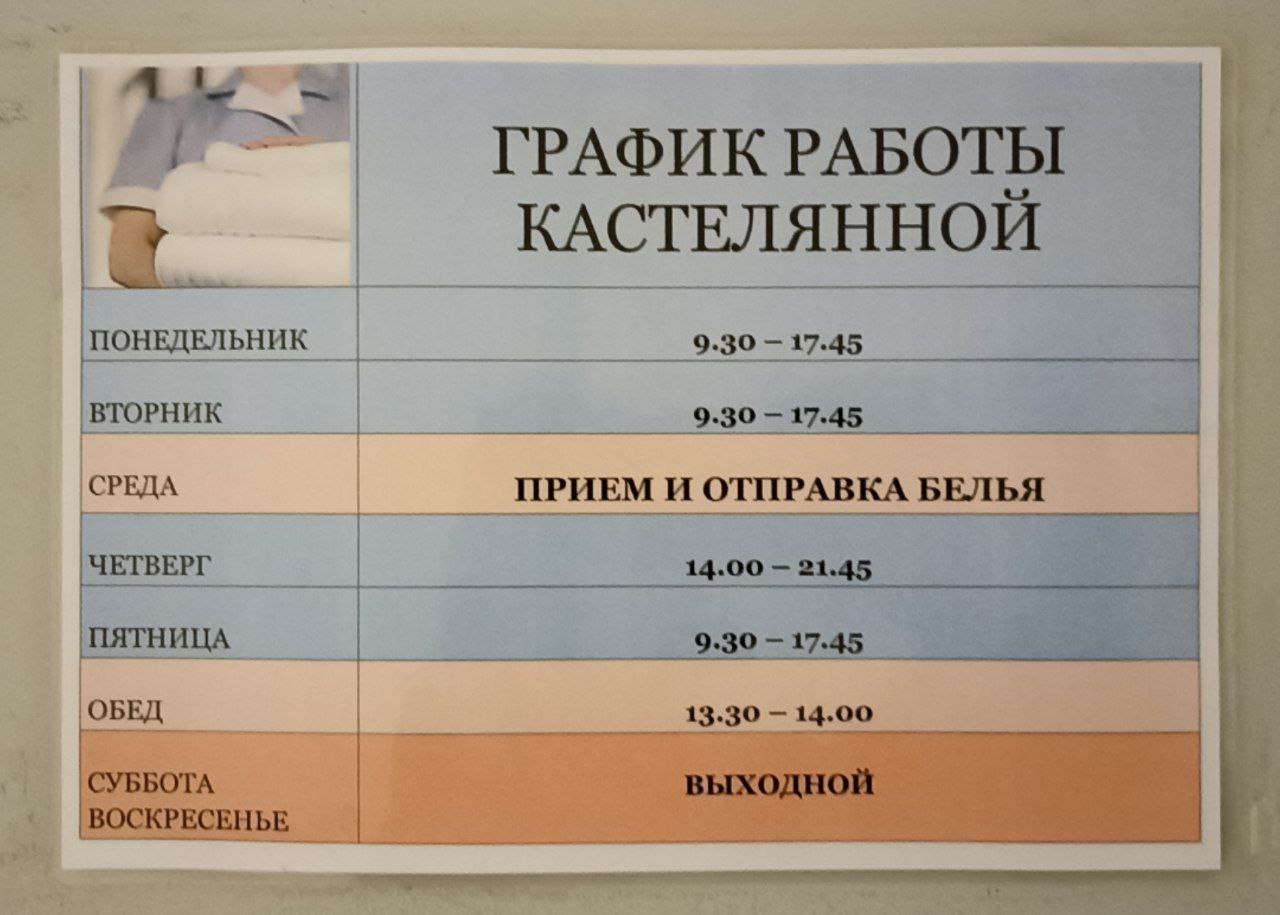 ГРАФИК РАБОТЫ
КАСТЕЛЯННОЙ
ПОНЕДЕЛЬНИК 9.30 – 17.45
ВТОРНИК 9.30 – 17.45
СРЕДА ПРИЕМ И ОТПРАВКА БЕЛЬЯ
ЧЕТВЕРГ 14.00 – 21.45
ПЯТНИЦА 9.30 – 17.45
ОБЕД 13.30 – 14.00
СУББОТА ВЫХОДНОЙ
ВОСКРЕСЕНЬЕ